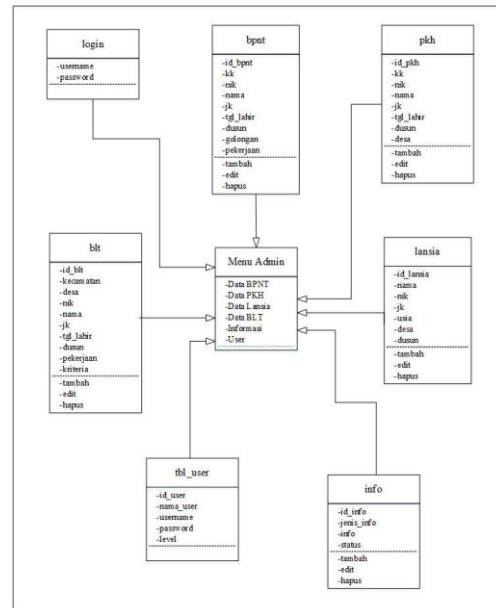 login
-username
-password
bpnt
-id_bpnt
-kk
-nik
-nama
-jk
-tgl_lahir
-dusun
-golongan
-pekerjaan
-tambah
-edit
-hapus
pkh
-id_pkh
-kk
-nik
-nama
-jk
-tgl_lahir
-dusun
-desa
-tambah
-edit
-hapus
blt
-id_blt
-kecamatan
-desa
-nik
-nama
-jk
-tgl_lahir
-dusun
-pekerjaan
-kriteria
-tambah
-edit
-hapus
Menu Admin
-Data BPNT
-Data PKH
-Data Lansia
-Data BLT
-Informasi
-User
lansia
-id_lansia
-nama
-nik
-jk
-usia
-desa
-dusun
-tambah
-edit
-hapus
tbl_user
-id_user
-nama_user
-username
-password
-level
info
-id_info
-jenis_info
-info
-status
-tambah
-edit
-hapus